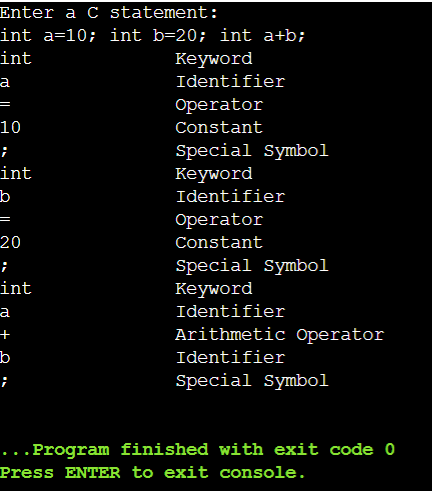 Enter a C statement:
int a=10; int b=20; int a+b;
int Keyword
a Identifier
= Operator
10 Constant
; Special Symbol
int Keyword
b Identifier
= Operator
20 Constant
; Special Symbol
int Keyword
a Identifier
+ Arithmetic Operator
b Identifier
; Special Symbol
...Program finished with exit code 0
Press ENTER to exit console.